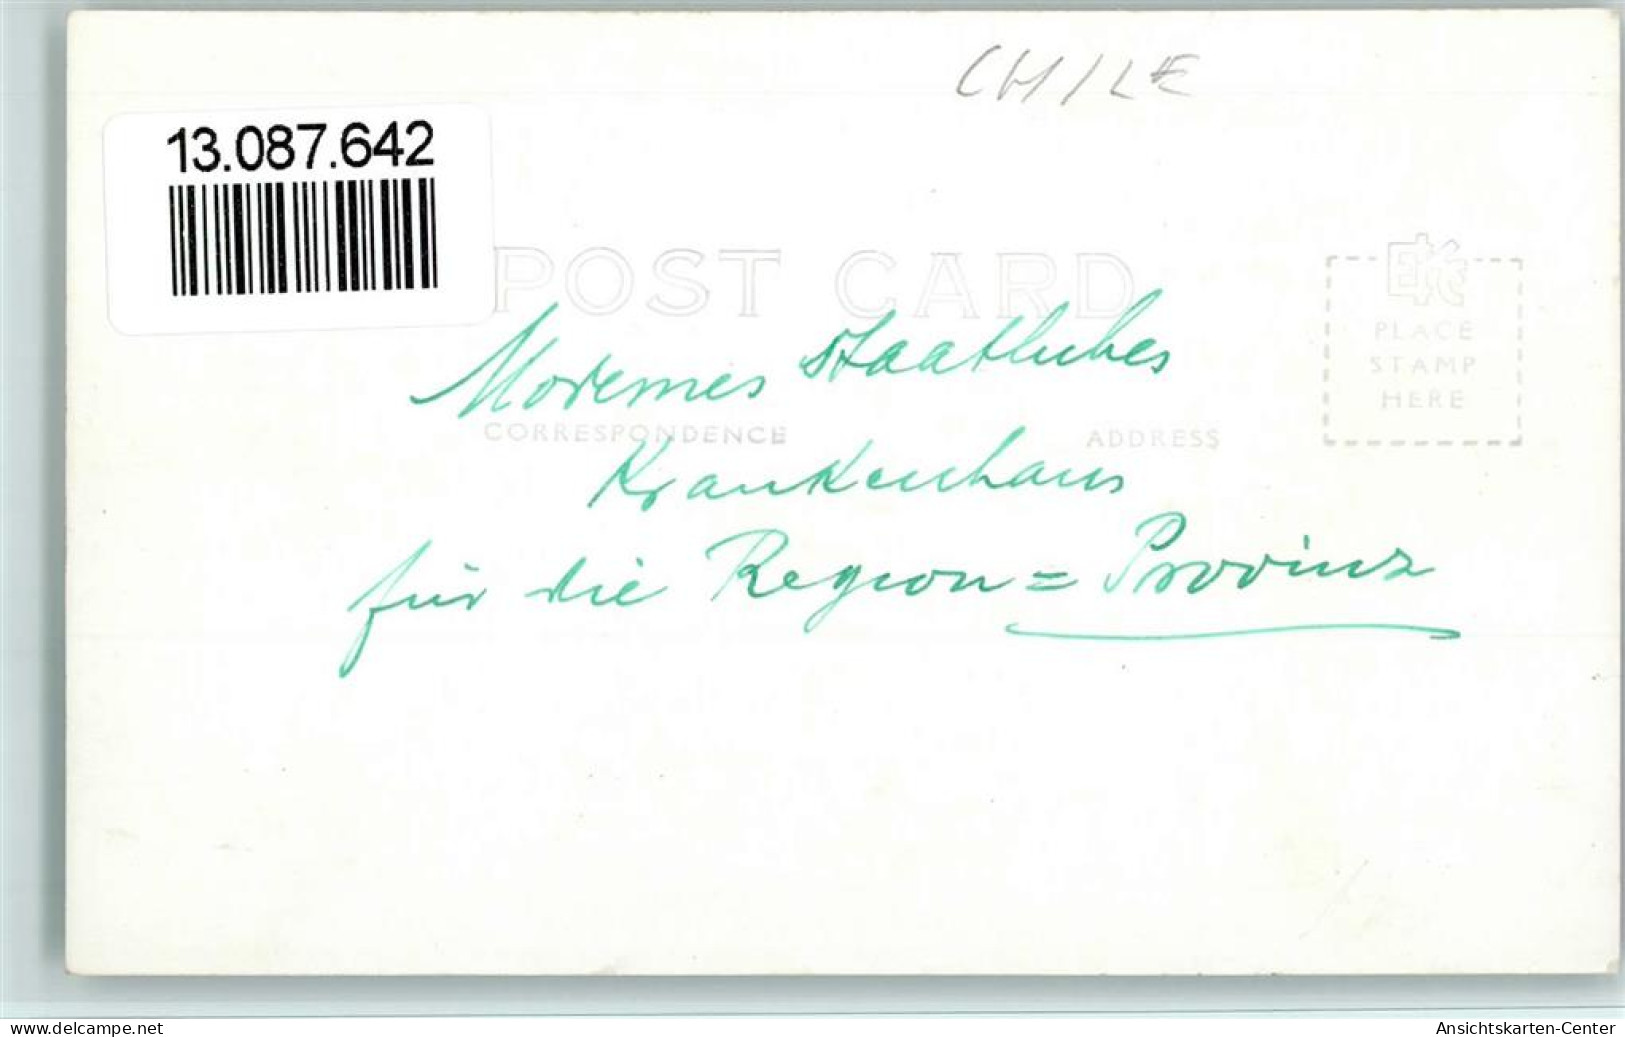 CHILE
13.087.642
POST CARD
EKC
PLACE
STAMP
HERE
Modernes staatliches
CORRESPONDENCE ADDRESS
Krankenhaus
für die Region = Provinz
www.delcampe.net Ansichtskarten-Center